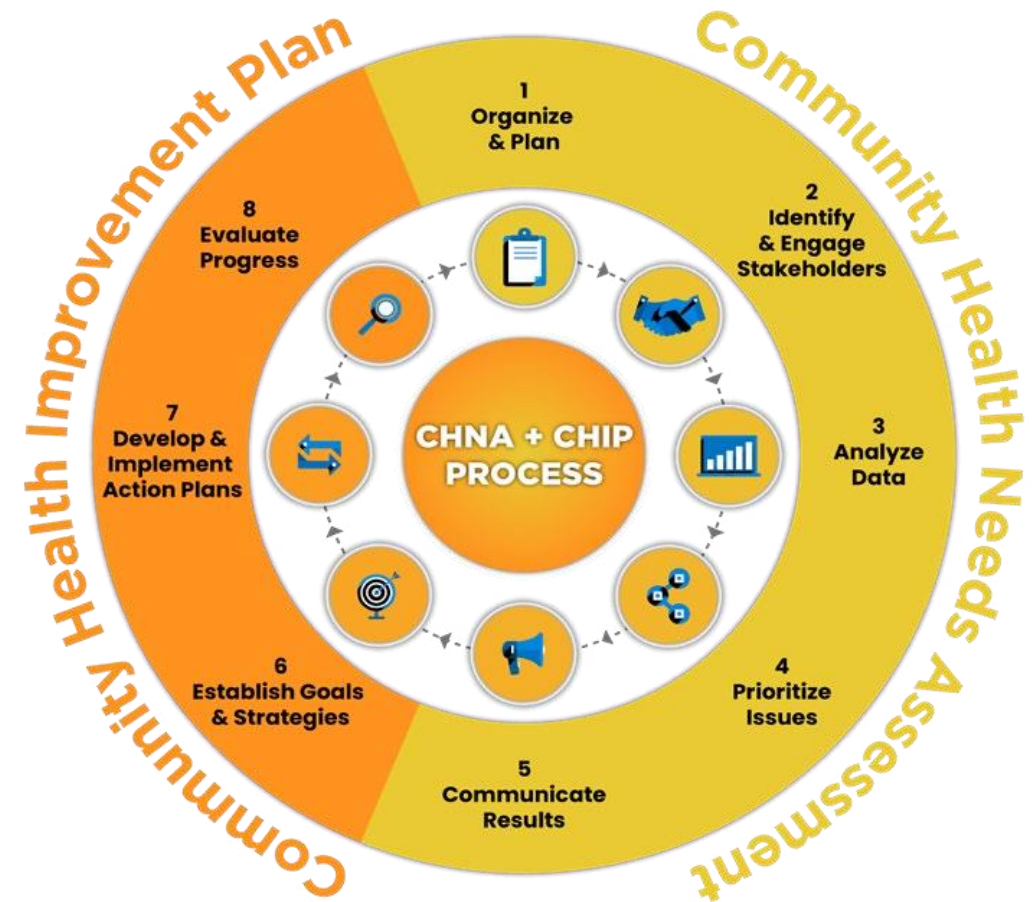 Community Health Improvement Plan
Community Health Needs Assessment
1
Organize
& Plan
2
Identify
& Engage
Stakeholders
3
Analyze
Data
4
Prioritize
Issues
5
Communicate
Results
6
Establish Goals
& Strategies
7
Develop &
Implement
Action Plans
8
Evaluate
Progress
CHNA + CHIP
PROCESS